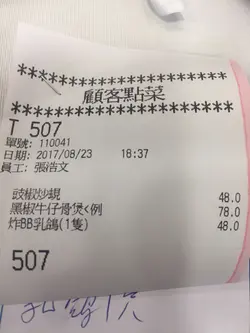 ********************
顧客點菜
********************
T 507
單號: 110041
日期: 2017/08/23 18:37
員工: 張浩文
豉椒炒蜆 48.0
黑椒牛仔骨煲<例 78.0
炸BB乳鴿(1隻) 48.0
507